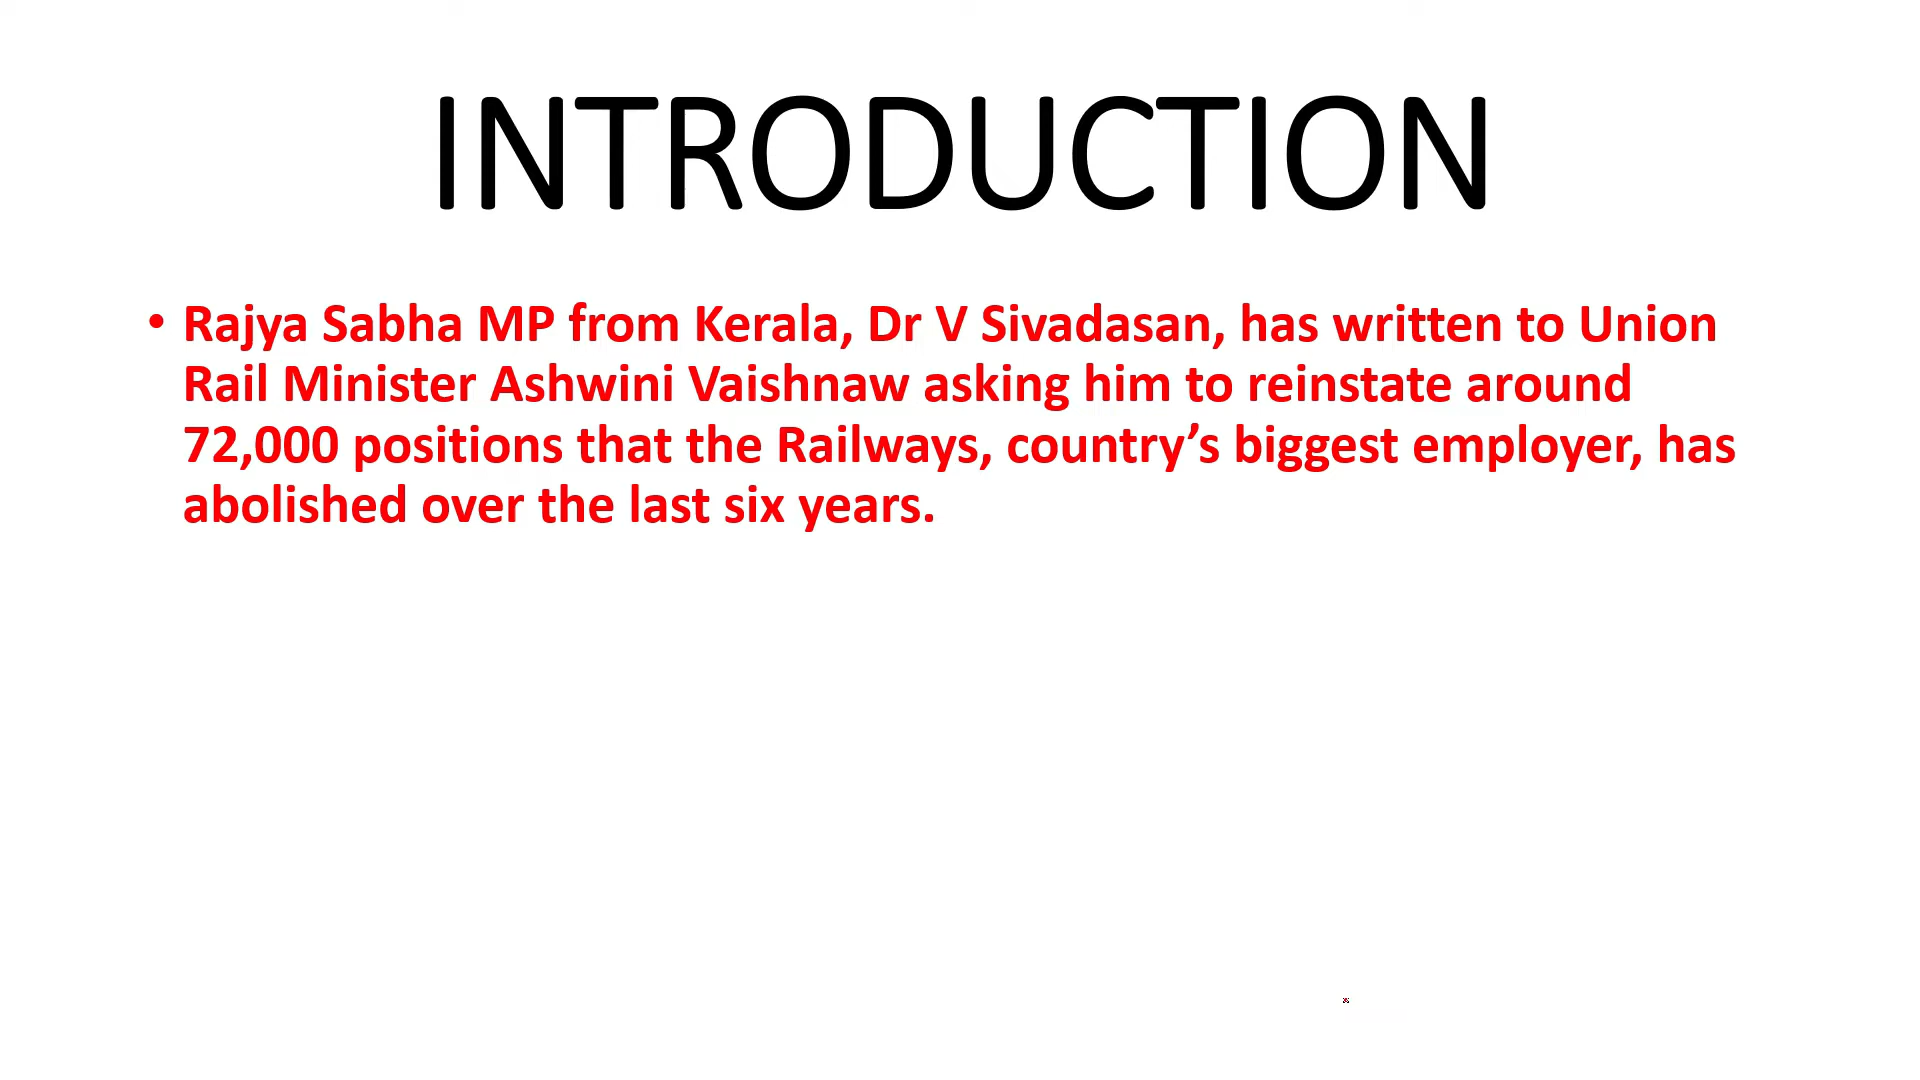 INTRODUCTION
• Rajya Sabha MP from Kerala, Dr V Sivadasan, has written to Union
Rail Minister Ashwini Vaishnaw asking him to reinstate around
72,000 positions that the Railways, country’s biggest employer, has
abolished over the last six years.